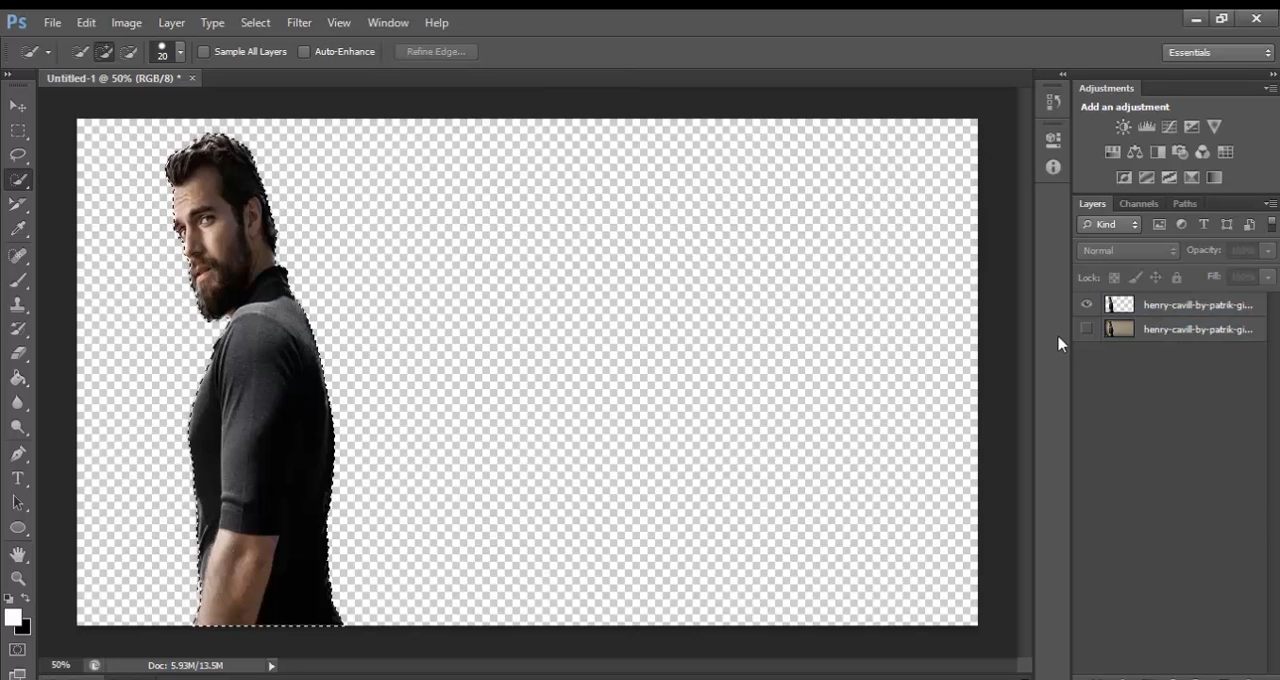 Ps File Edit Image Layer Type Select Filter View Window Help
20 Sample All Layers Auto-Enhance Refine Edge... Essentials
Untitled-1 @ 50% (RGB/8) * ×
Adjustments
Add an adjustment
Layers Channels Paths
Kind
Normal Opacity: 100%
Lock: Fill: 100%
henry-cavill-by-patrik-gi...
henry-cavill-by-patrik-gi...
50% Doc: 5.93M/13.5M